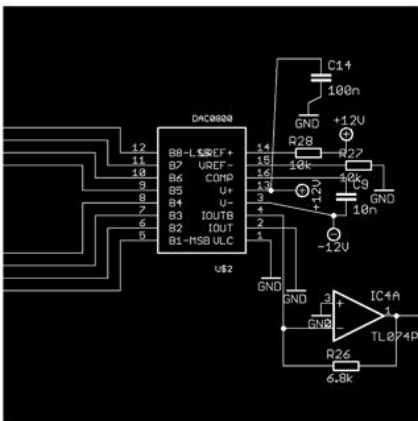 C14
100n
GND
DAC0800
+12V
12 B8-LSB VREF+ 14
R28
10k
11 B7 VREF- 15
R27
10k
10 B6 COMP 16
9 B5 V+ 13
+12V
C9
10n
8 B4 V- 3
7 B3 IOUTB 4
6 B2 IOUT 2
5 B1-MSB VLC 1
-12V
U$2
GND
GND
IC4A
3
+
GND
-
1
TL074P
R26
6.8k